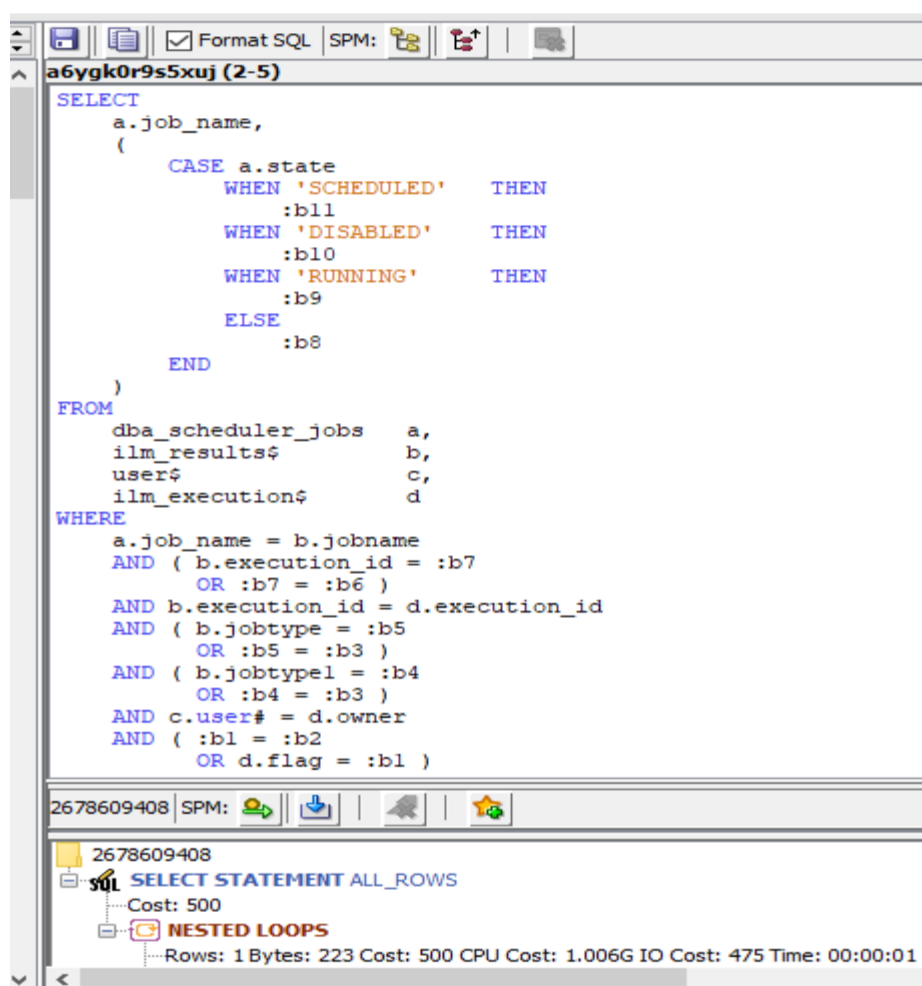 Format SQL SPM:
a6ygk0r9s5xuj (2-5)
SELECT
a.job_name,
(
CASE a.state
WHEN 'SCHEDULED' THEN
:b11
WHEN 'DISABLED' THEN
:b10
WHEN 'RUNNING' THEN
:b9
ELSE
:b8
END
)
FROM
dba_scheduler_jobs a,
ilm_results$ b,
user$ c,
ilm_execution$ d
WHERE
a.job_name = b.jobname
AND ( b.execution_id = :b7
OR :b7 = :b6 )
AND b.execution_id = d.execution_id
AND ( b.jobtype = :b5
OR :b5 = :b3 )
AND ( b.jobtype1 = :b4
OR :b4 = :b3 )
AND c.user# = d.owner
AND ( :b1 = :b2
OR d.flag = :b1 )
2678609408 SPM:
2678609408
SQL SELECT STATEMENT ALL_ROWS
Cost: 500
NESTED LOOPS
Rows: 1 Bytes: 223 Cost: 500 CPU Cost: 1.006G IO Cost: 475 Time: 00:00:01